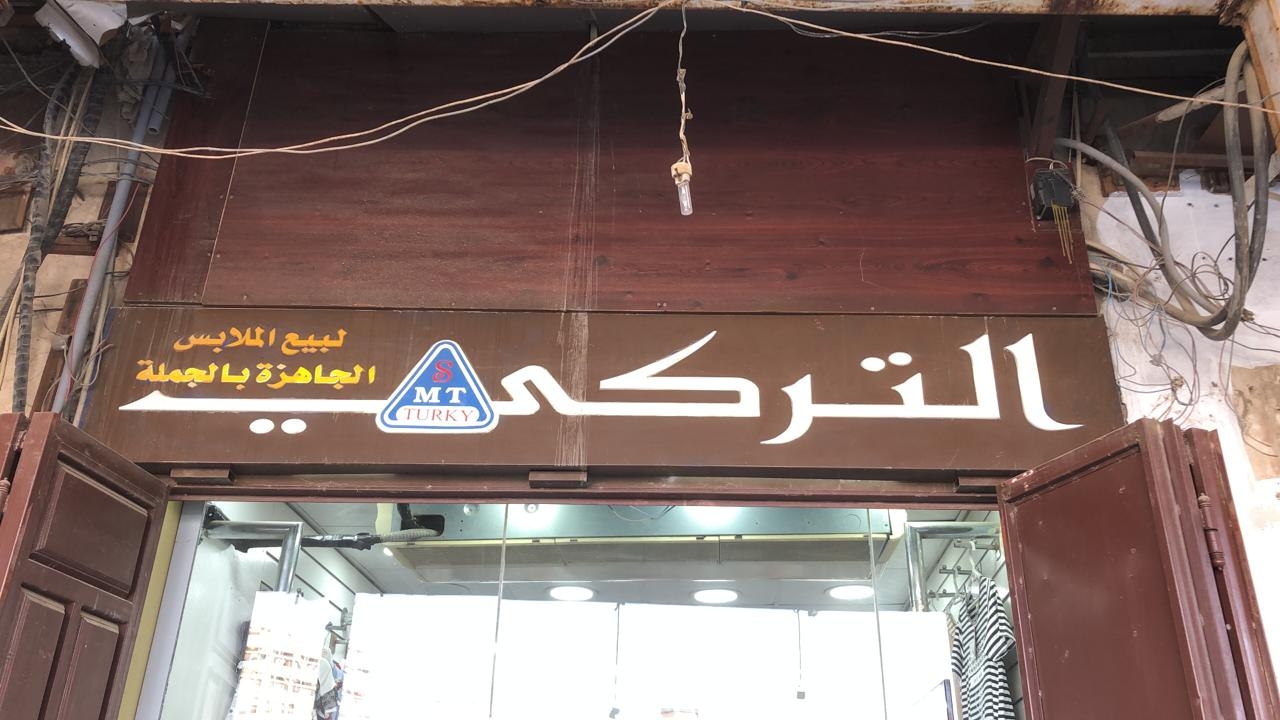 التركي
لبيع الملابس
الجاهزة بالجملة
S
MT
TURKY